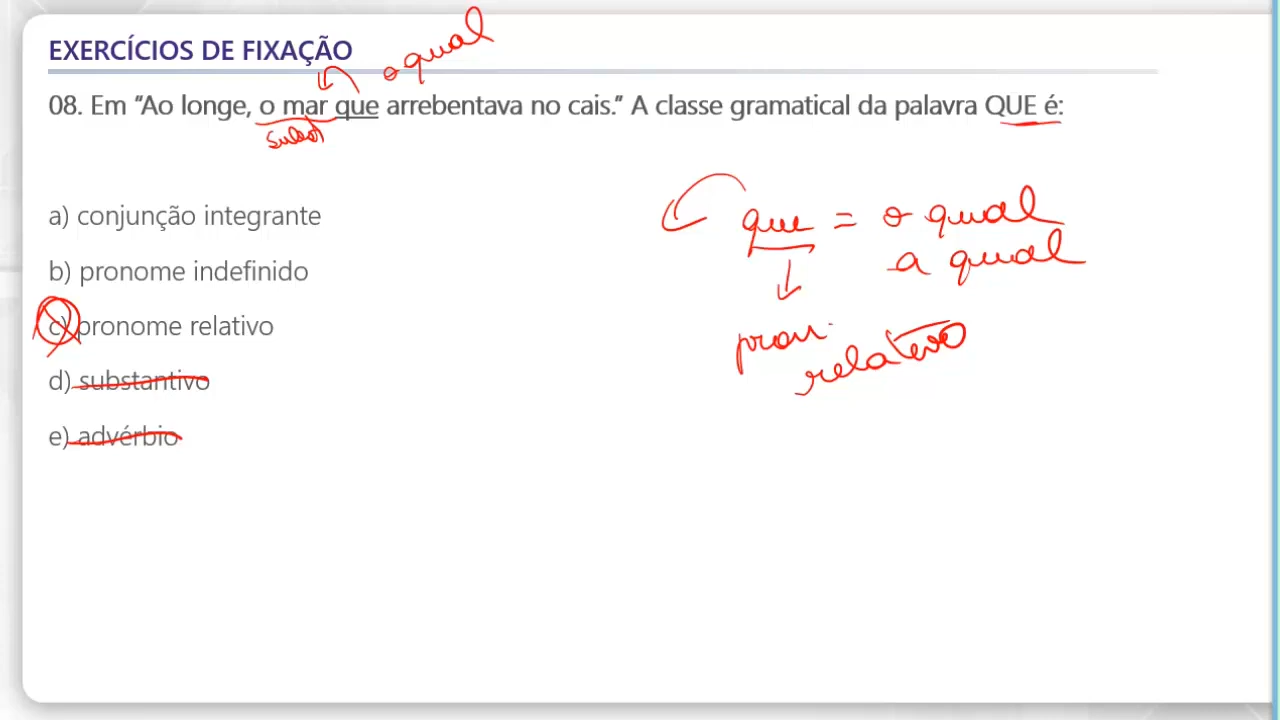 EXERCÍCIOS DE FIXAÇÃO
o qual
08. Em “Ao longe, o mar que arrebentava no cais.” A classe gramatical da palavra QUE é:
subst
a) conjunção integrante
que = o qual
a qual
b) pronome indefinido
c) pronome relativo
pron.
relativo
d) substantivo
e) advérbio